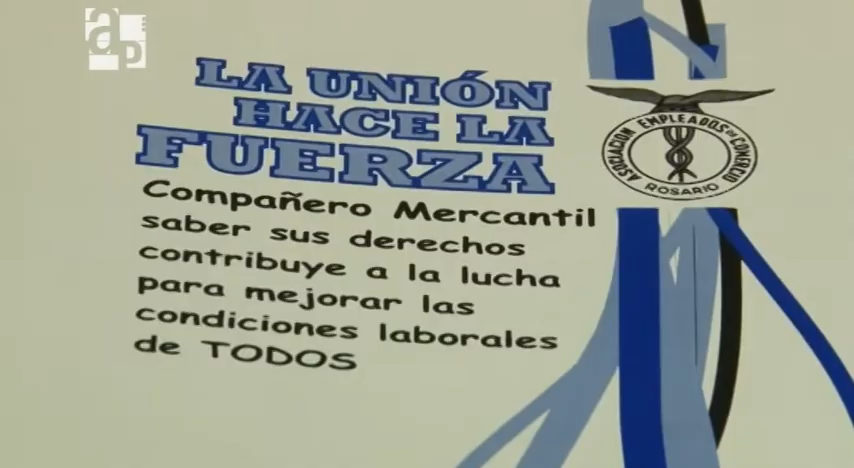 ap
LA UNIÓN
HACE LA
FUERZA
Compañero Mercantil
saber sus derechos
contribuye a la lucha
para mejorar las
condiciones laborales
de TODOS
ASOCIACION EMPLEADOS DE COMERCIO
ROSARIO